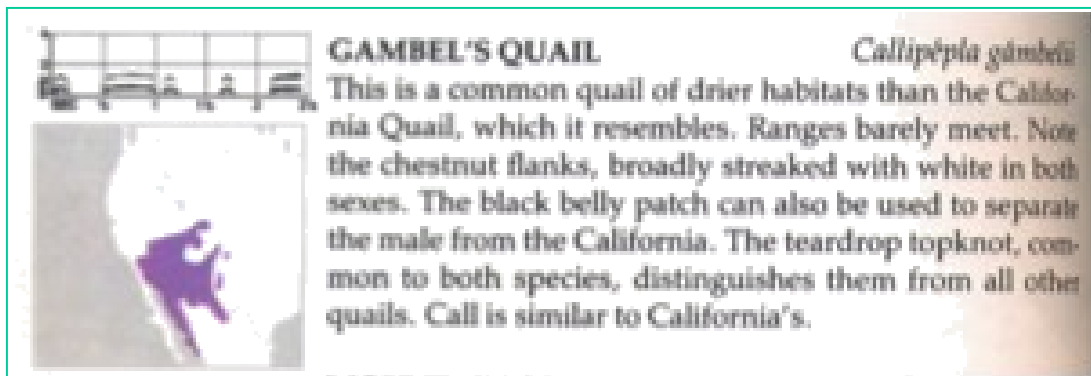 GAMBEL'S QUAIL Callipépla gámbelii
This is a common quail of drier habitats than the Califor-
nia Quail, which it resembles. Ranges barely meet. Note
the chestnut flanks, broadly streaked with white in both
sexes. The black belly patch can also be used to separate
the male from the California. The teardrop topknot, com-
mon to both species, distinguishes them from all other
quails. Call is similar to California's.